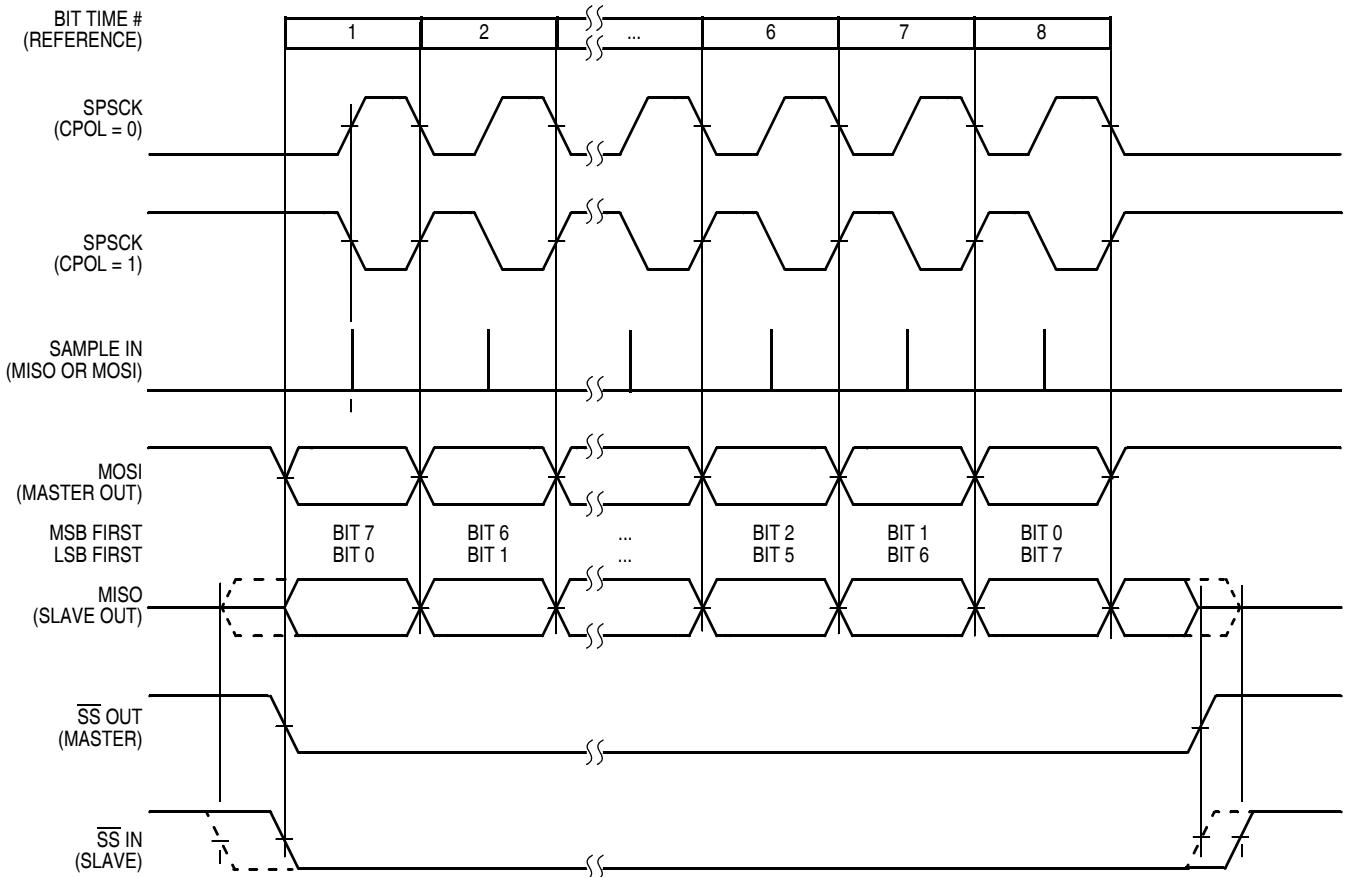 BIT TIME #
(REFERENCE)
1 2 ... 6 7 8
SPSCK
(CPOL = 0)
SPSCK
(CPOL = 1)
SAMPLE IN
(MISO OR MOSI)
MOSI
(MASTER OUT)
MSB FIRST BIT 7 BIT 6 ... BIT 2 BIT 1 BIT 0
LSB FIRST BIT 0 BIT 1 ... BIT 5 BIT 6 BIT 7
MISO
(SLAVE OUT)
S̅S̅ OUT
(MASTER)
S̅S̅ IN
(SLAVE)